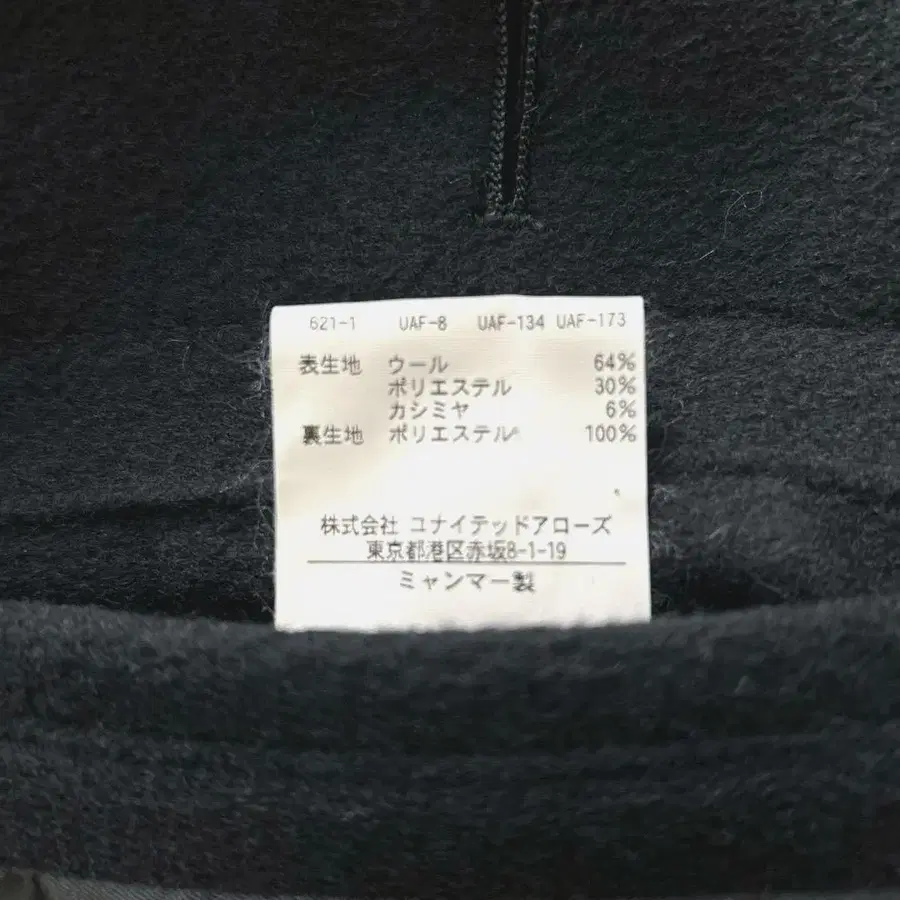 621-1 UAF-8 UAF-134 UAF-173
表生地 ウール 64%
ポリエステル 30%
カシミヤ 6%
裏生地 ポリエステル 100%
株式会社 ユナイテッドアローズ
東京都港区赤坂8-1-19
ミャンマー製